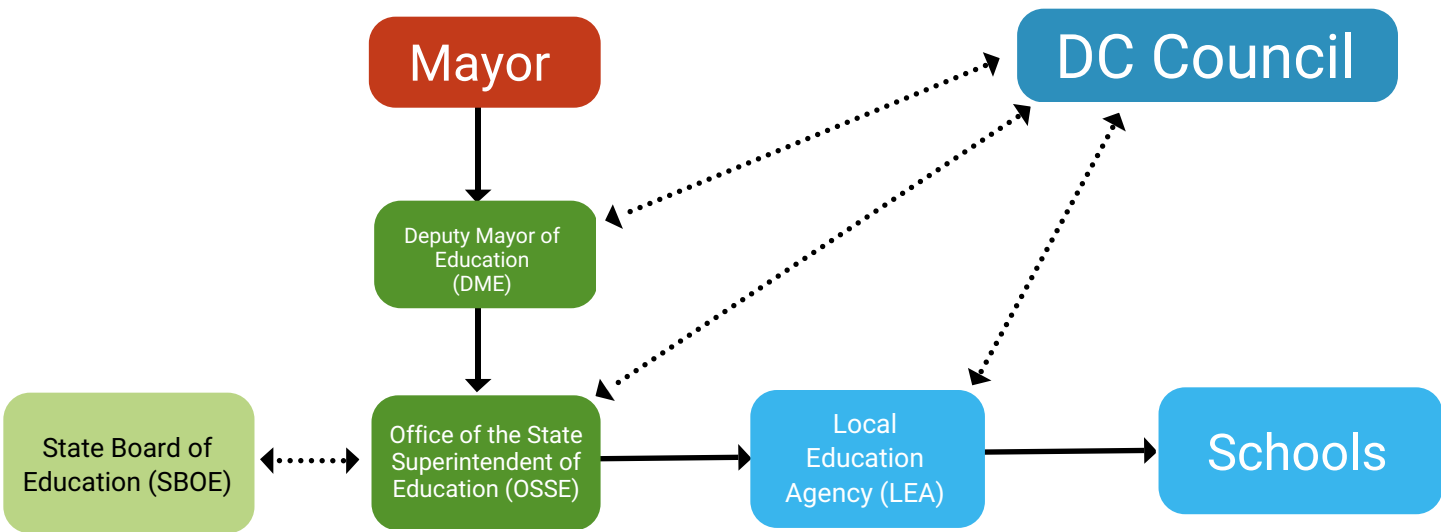 Mayor
DC Council
Deputy Mayor of
Education
(DME)
State Board of
Education (SBOE)
Office of the State
Superintendent of
Education (OSSE)
Local
Education
Agency (LEA)
Schools